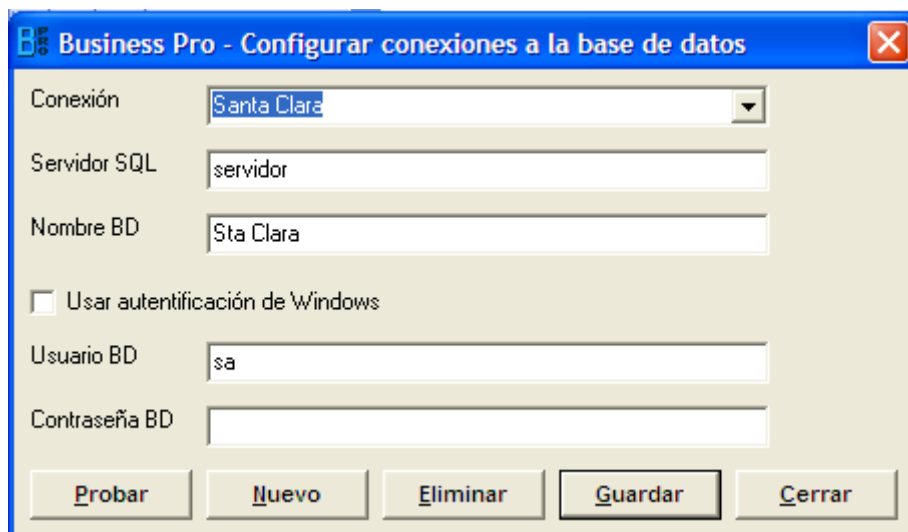 BPRO Business Pro - Configurar conexiones a la base de datos
Conexión Santa Clara
Servidor SQL servidor
Nombre BD Sta Clara
Usar autentificación de Windows
Usuario BD sa
Contraseña BD
Probar Nuevo Eliminar Guardar Cerrar